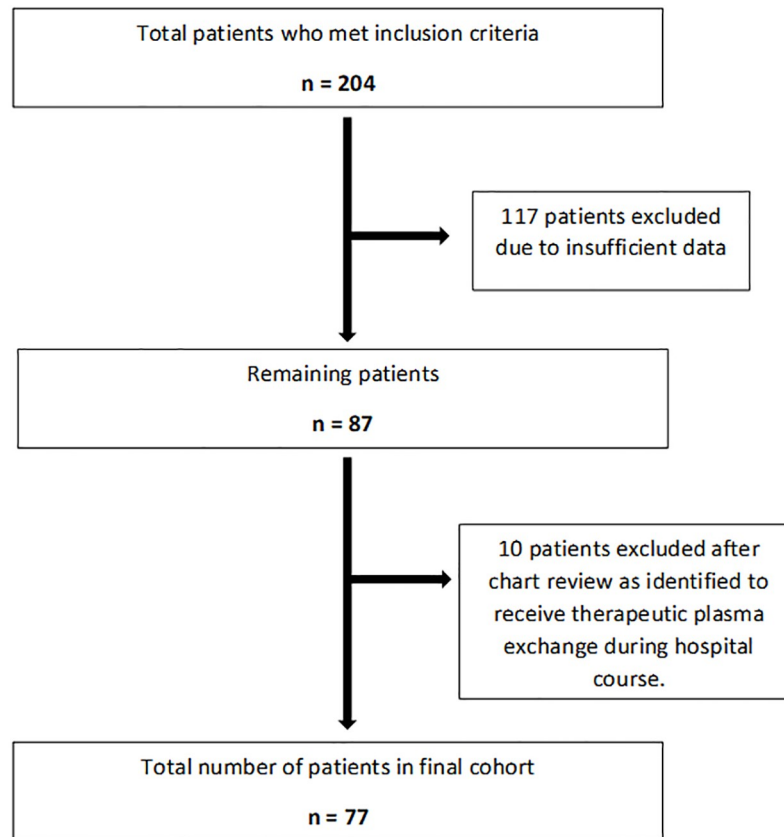 Total patients who met inclusion criteria
n = 204
117 patients excluded
due to insufficient data
Remaining patients
n = 87
10 patients excluded after
chart review as identified to
receive therapeutic plasma
exchange during hospital
course.
Total number of patients in final cohort
n = 77